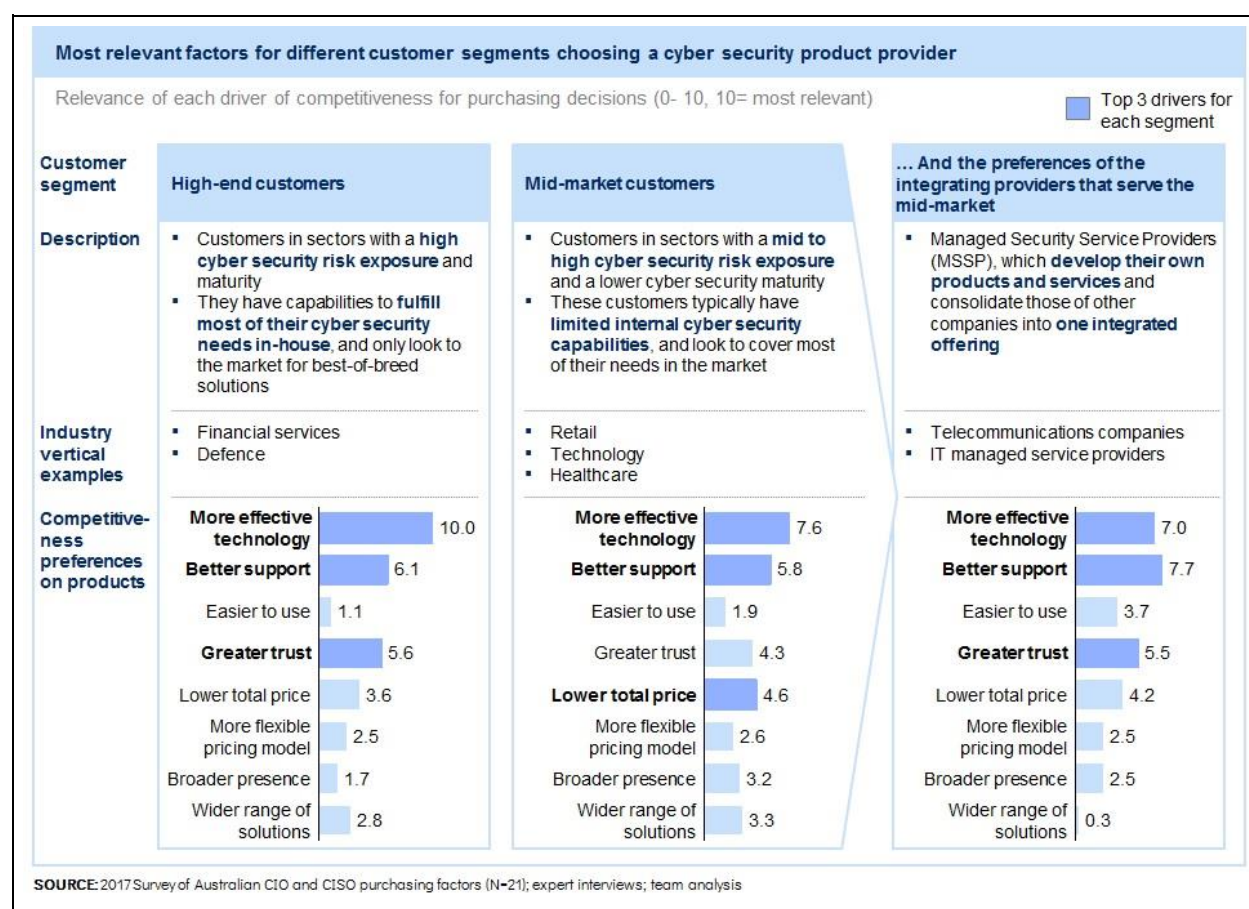 Most relevant factors for different customer segments choosing a cyber security product provider
Relevance of each driver of competitiveness for purchasing decisions (0- 10, 10= most relevant)
Top 3 drivers for
each segment
Customer
segment
High-end customers
Mid-market customers
... And the preferences of the
integrating providers that serve the
mid-market
Description
▪ Customers in sectors with a high
cyber security risk exposure and
maturity
▪ They have capabilities to fulfill
most of their cyber security
needs in-house, and only look to
the market for best-of-breed
solutions
▪ Customers in sectors with a mid to
high cyber security risk exposure
and a lower cyber security maturity
▪ These customers typically have
limited internal cyber security
capabilities, and look to cover most
of their needs in the market
▪ Managed Security Service Providers
(MSSP), which develop their own
products and services and
consolidate those of other
companies into one integrated
offering
Industry
vertical
examples
▪ Financial services
▪ Defence
▪ Retail
▪ Technology
▪ Healthcare
▪ Telecommunications companies
▪ IT managed service providers
Competitive-
ness
preferences
on products
More effective
technology 10.0
Better support 6.1
Easier to use 1.1
Greater trust 5.6
Lower total price 3.6
More flexible
pricing model 2.5
Broader presence 1.7
Wider range of
solutions 2.8
More effective
technology 7.6
Better support 5.8
Easier to use 1.9
Greater trust 4.3
Lower total price 4.6
More flexible
pricing model 2.6
Broader presence 3.2
Wider range of
solutions 3.3
More effective
technology 7.0
Better support 7.7
Easier to use 3.7
Greater trust 5.5
Lower total price 4.2
More flexible
pricing model 2.5
Broader presence 2.5
Wider range of
solutions 0.3
SOURCE: 2017 Survey of Australian CIO and CISO purchasing factors (N=21); expert interviews; team analysis